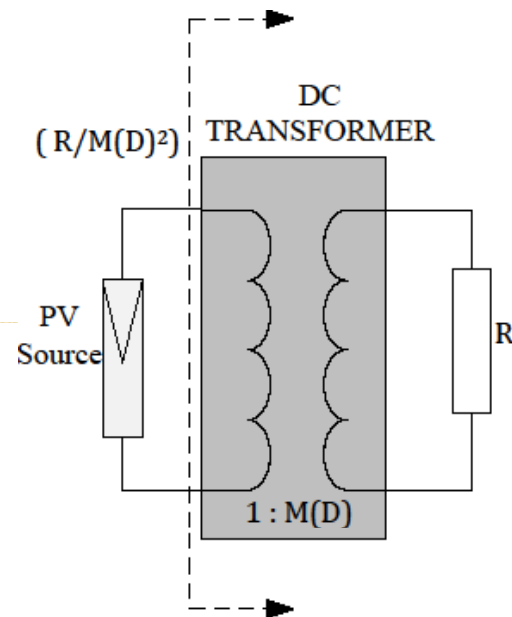 DC
TRANSFORMER
( R/M(D)²)
PV
Source
R
1 : M(D)